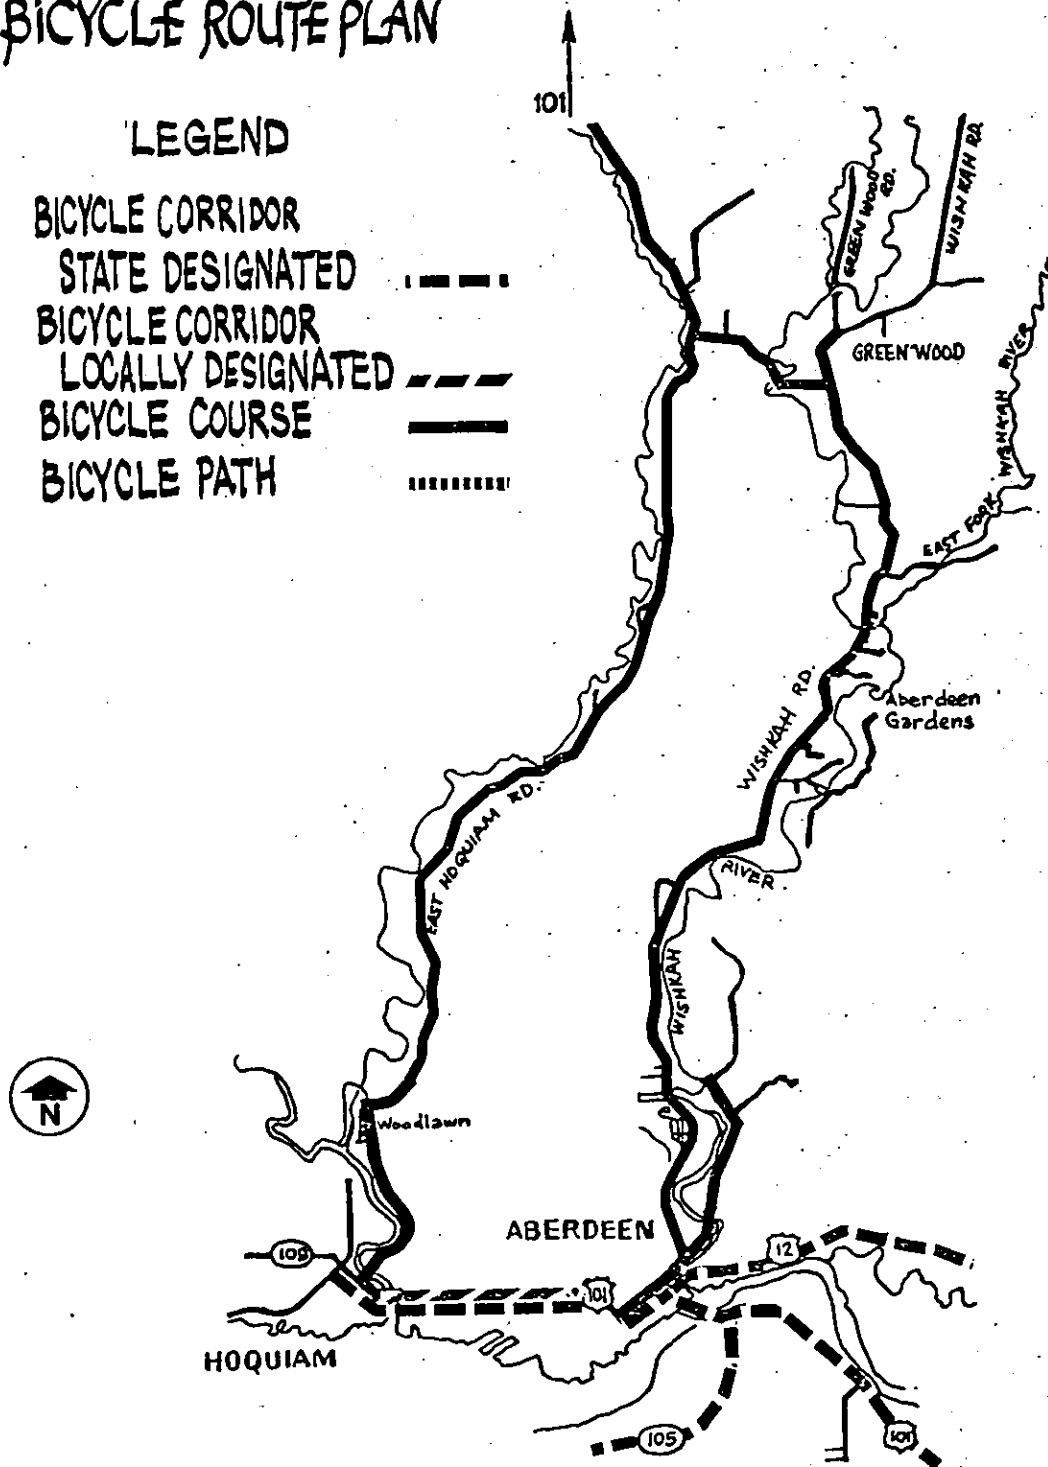 BICYCLE ROUTE PLAN
LEGEND
BICYCLE CORRIDOR
STATE DESIGNATED
BICYCLE CORRIDOR
LOCALLY DESIGNATED
BICYCLE COURSE
BICYCLE PATH
101
GREENWOOD RD.
WISHKAH RD.
GREENWOOD
EAST FORK WISHKAH RIVER
Aberdeen
Gardens
WISHKAH RD.
EAST HOQUIAM RD.
WISHKAH RIVER
N
Woodlawn
ABERDEEN
109
12
101
HOQUIAM
105
101